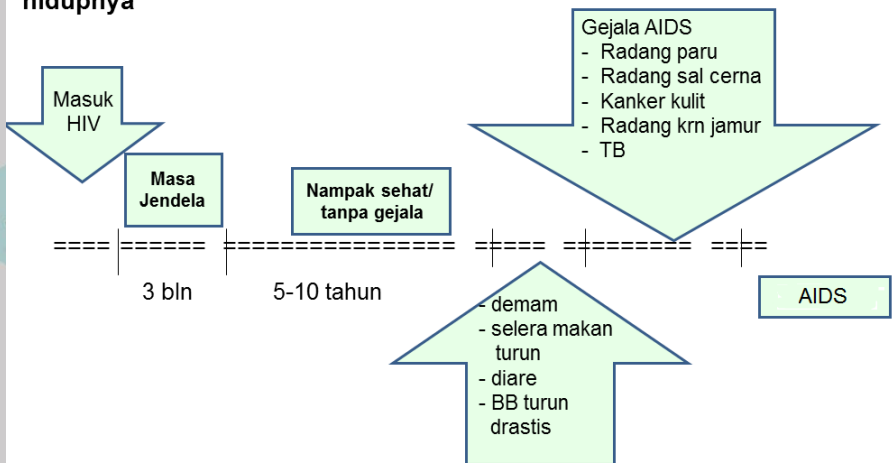 hidupnya
Gejala AIDS
- Radang paru
- Radang sal cerna
- Kanker kulit
- Radang krn jamur
- TB
Masuk
HIV
Masa
Jendela
Nampak sehat/
tanpa gejala
3 bln
5-10 tahun
AIDS
- demam
- selera makan
turun
- diare
- BB turun
drastis